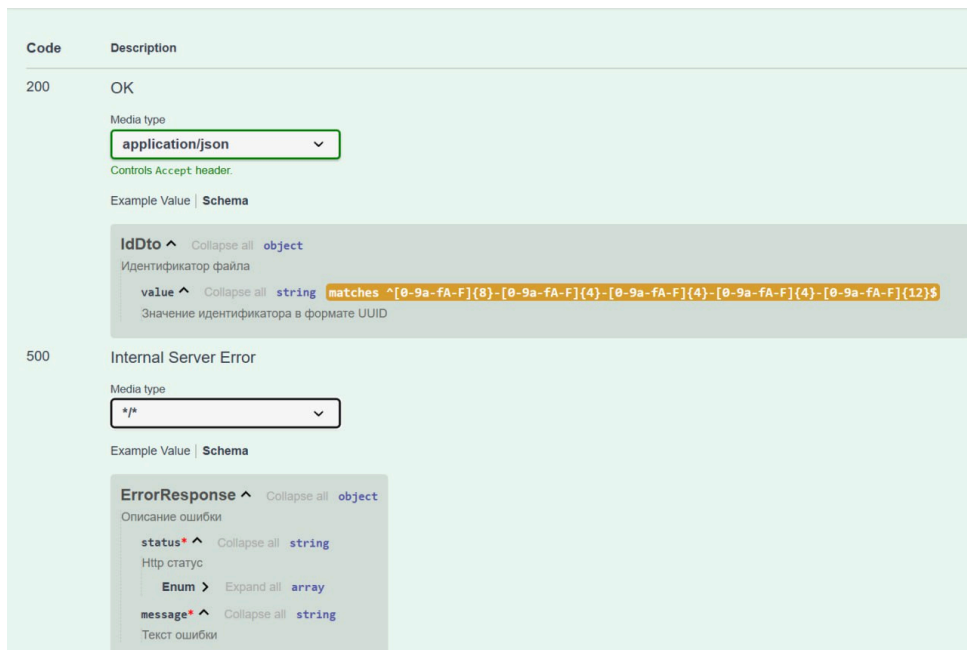 Code Description
200 OK
Media type
application/json
Controls Accept header.
Example Value Schema
IdDto Collapse all object
Идентификатор файла
value Collapse all string matches ^[0-9a-fA-F]{8}-[0-9a-fA-F]{4}-[0-9a-fA-F]{4}-[0-9a-fA-F]{4}-[0-9a-fA-F]{12}$
Значение идентификатора в формате UUID
500 Internal Server Error
Media type
*/*
Example Value Schema
ErrorResponse Collapse all object
Описание ошибки
status* Collapse all string
Http статус
Enum Expand all array
message* Collapse all string
Текст ошибки